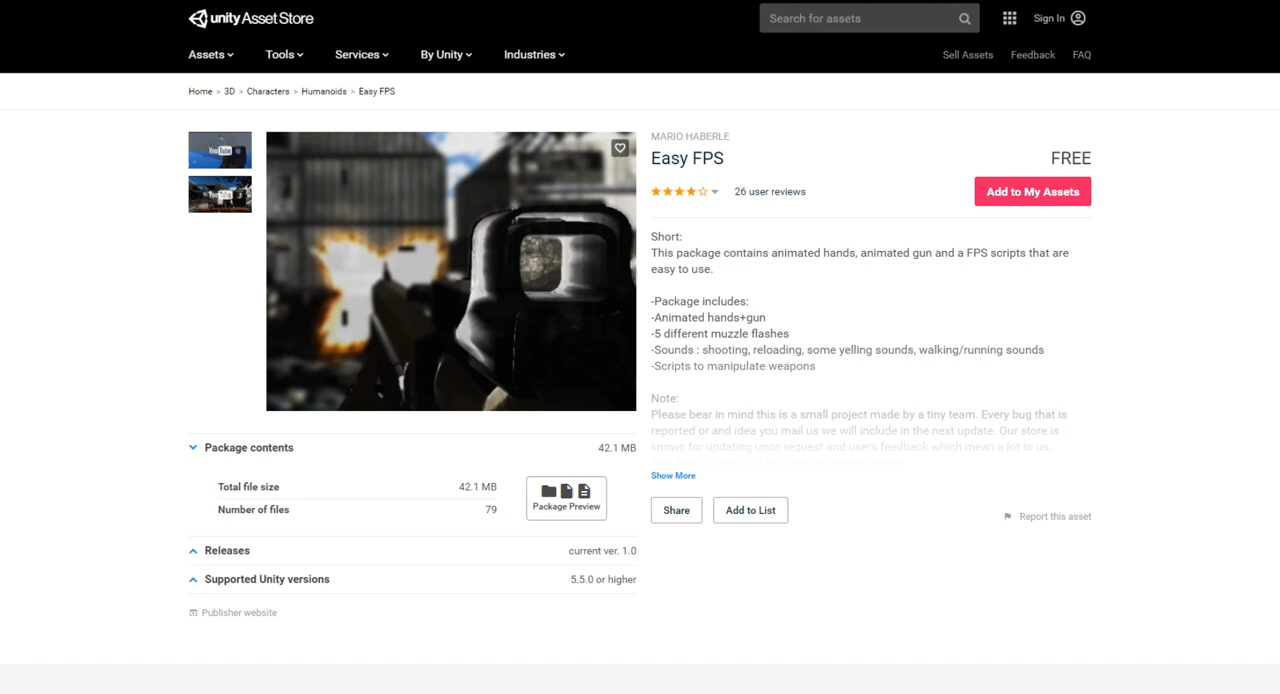 unity Asset Store
Search for assets
Sign In
Assets
Tools
Services
By Unity
Industries
Sell Assets
Feedback
FAQ
Home > 3D > Characters > Humanoids > Easy FPS
YouTube
YouTube
MARIO HABERLE
Easy FPS
FREE
26 user reviews
Add to My Assets
Short:
This package contains animated hands, animated gun and a FPS scripts that are
easy to use.
-Package includes:
-Animated hands+gun
-5 different muzzle flashes
-Sounds : shooting, reloading, some yelling sounds, walking/running sounds
-Scripts to manipulate weapons
Note:
Please bear in mind this is a small project made by a tiny team. Every bug that is
reported or and idea you mail us we will include in the next update. Our store is
known for updating upon request and users feedback which mean a lot to us.
Show More
Share
Add to List
Report this asset
Package contents
42.1 MB
Total file size
42.1 MB
Number of files
79
Package Preview
Releases
current ver. 1.0
Supported Unity versions
5.5.0 or higher
Publisher website